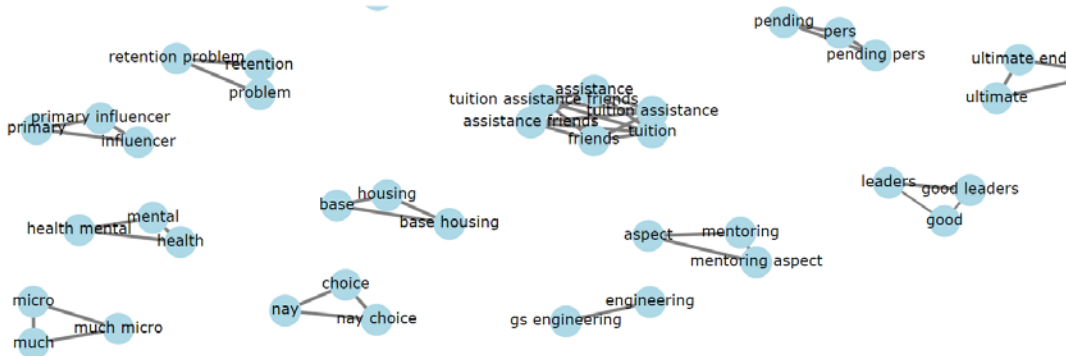 pending
pers
pending pers
retention problem
retention
problem
ultimate end
ultimate
assistance
tuition assistance friends
tuition assistance
assistance friends
tuition
friends
primary influencer
primary
influencer
leaders
good leaders
good
housing
base
base housing
mental
health mental
health
aspect
mentoring
mentoring aspect
choice
nay
nay choice
engineering
gs engineering
micro
much micro
much